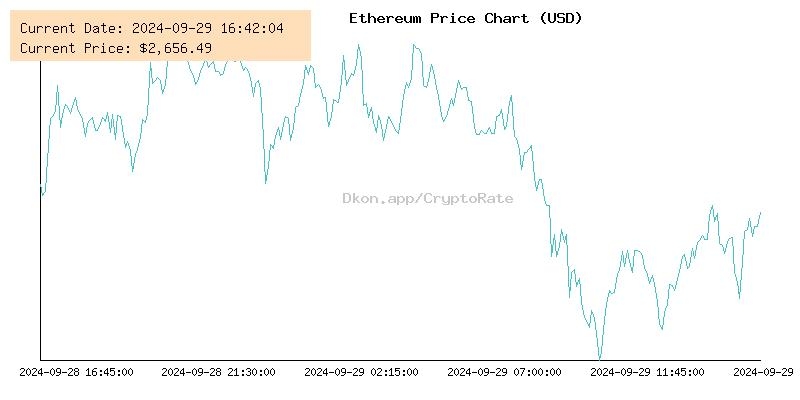 Ethereum Price Chart (USD)
Current Date: 2024-09-29 16:42:04
Current Price: $2,656.49
Dkon.app/CryptoRate
2024-09-28 16:45:00 2024-09-28 21:30:00 2024-09-29 02:15:00 2024-09-29 07:00:00 2024-09-29 11:45:00 2024-09-29